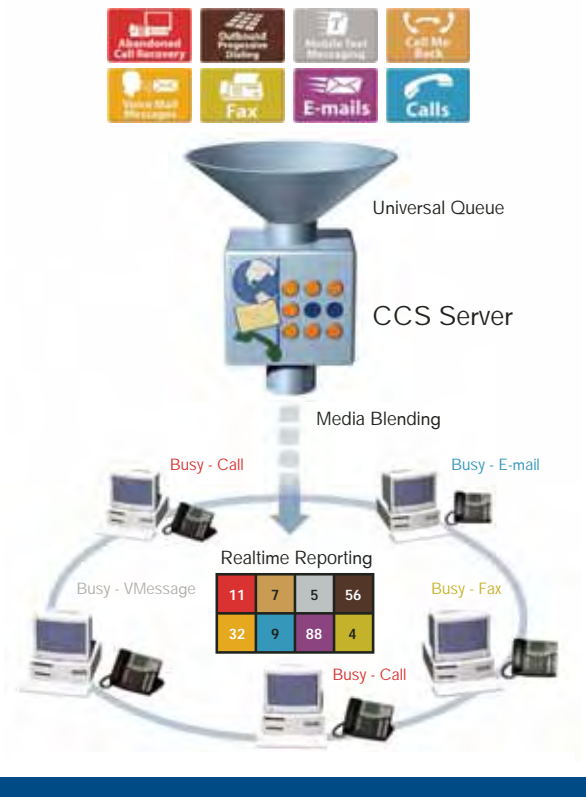 Abandoned
Call Recovery
Outbound
Progessive
Dialing
Mobile Text
Messaging
Call Me
Back
Voice Mail
Messages
Fax
E-mails
Calls
Universal Queue
CCS Server
Media Blending
Busy - Call
Busy - E-mail
Realtime Reporting
Busy - VMessage
11 7 5 56
Busy - Fax
32 9 88 4
Busy - Call